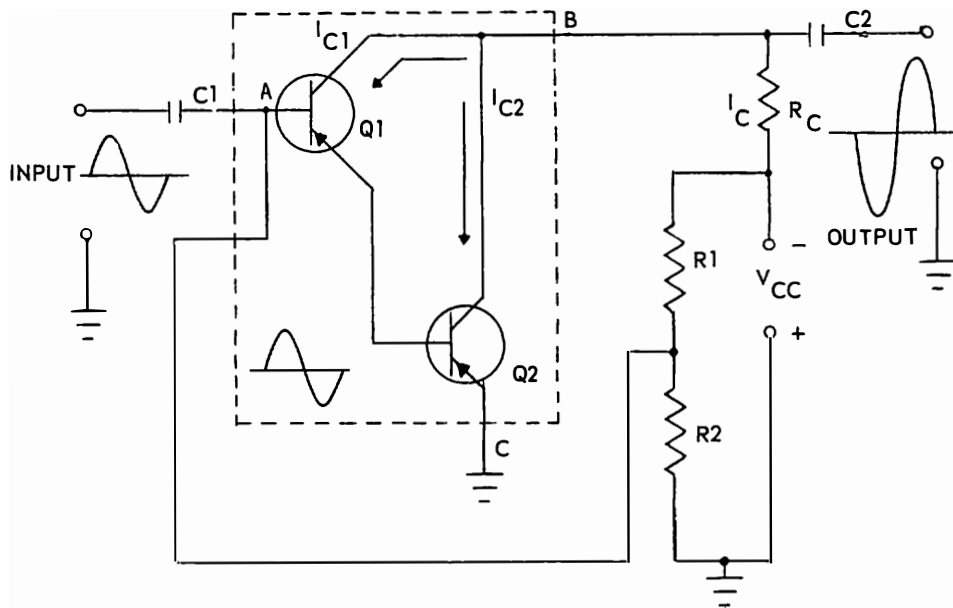 B
C2
IC1
C1
A
Q1
IC2
IC
RC
INPUT
OUTPUT
R1
−
VCC
+
Q2
R2
C